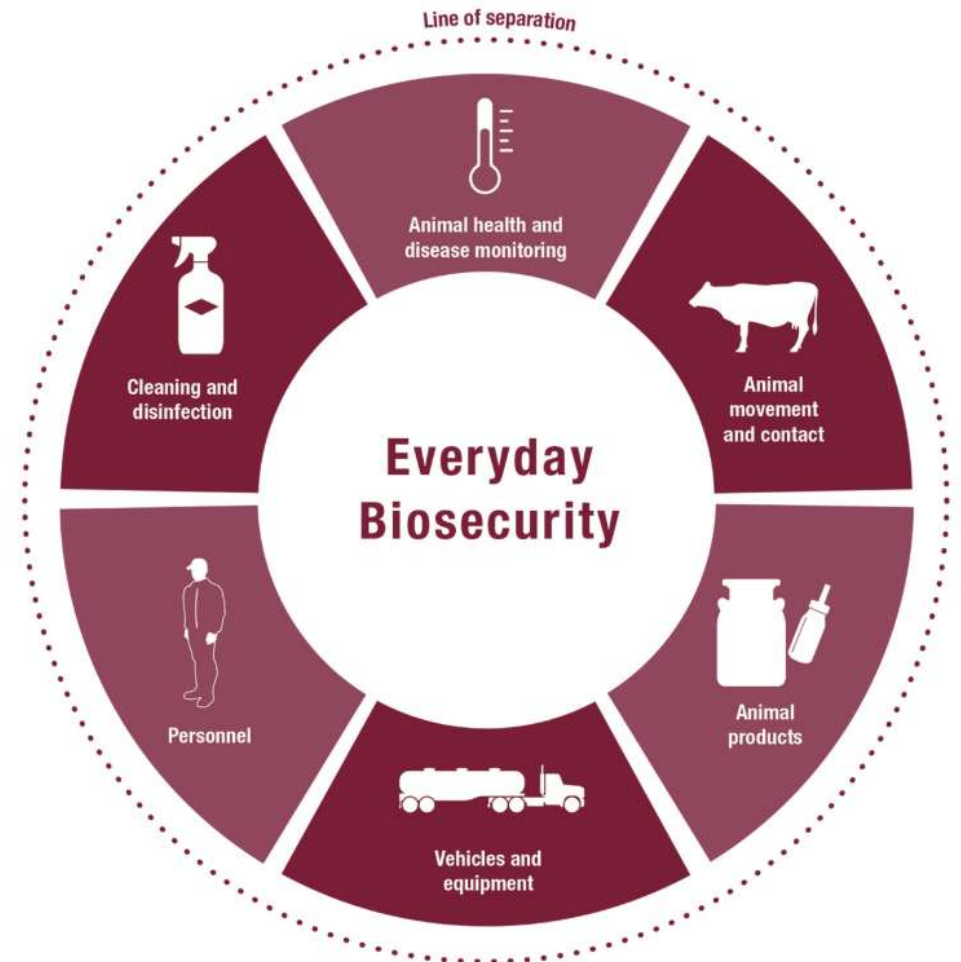 Line of separation
Animal health and
disease monitoring
Animal
movement
and contact
Animal
products
Vehicles and
equipment
Personnel
Cleaning and
disinfection
Everyday
Biosecurity